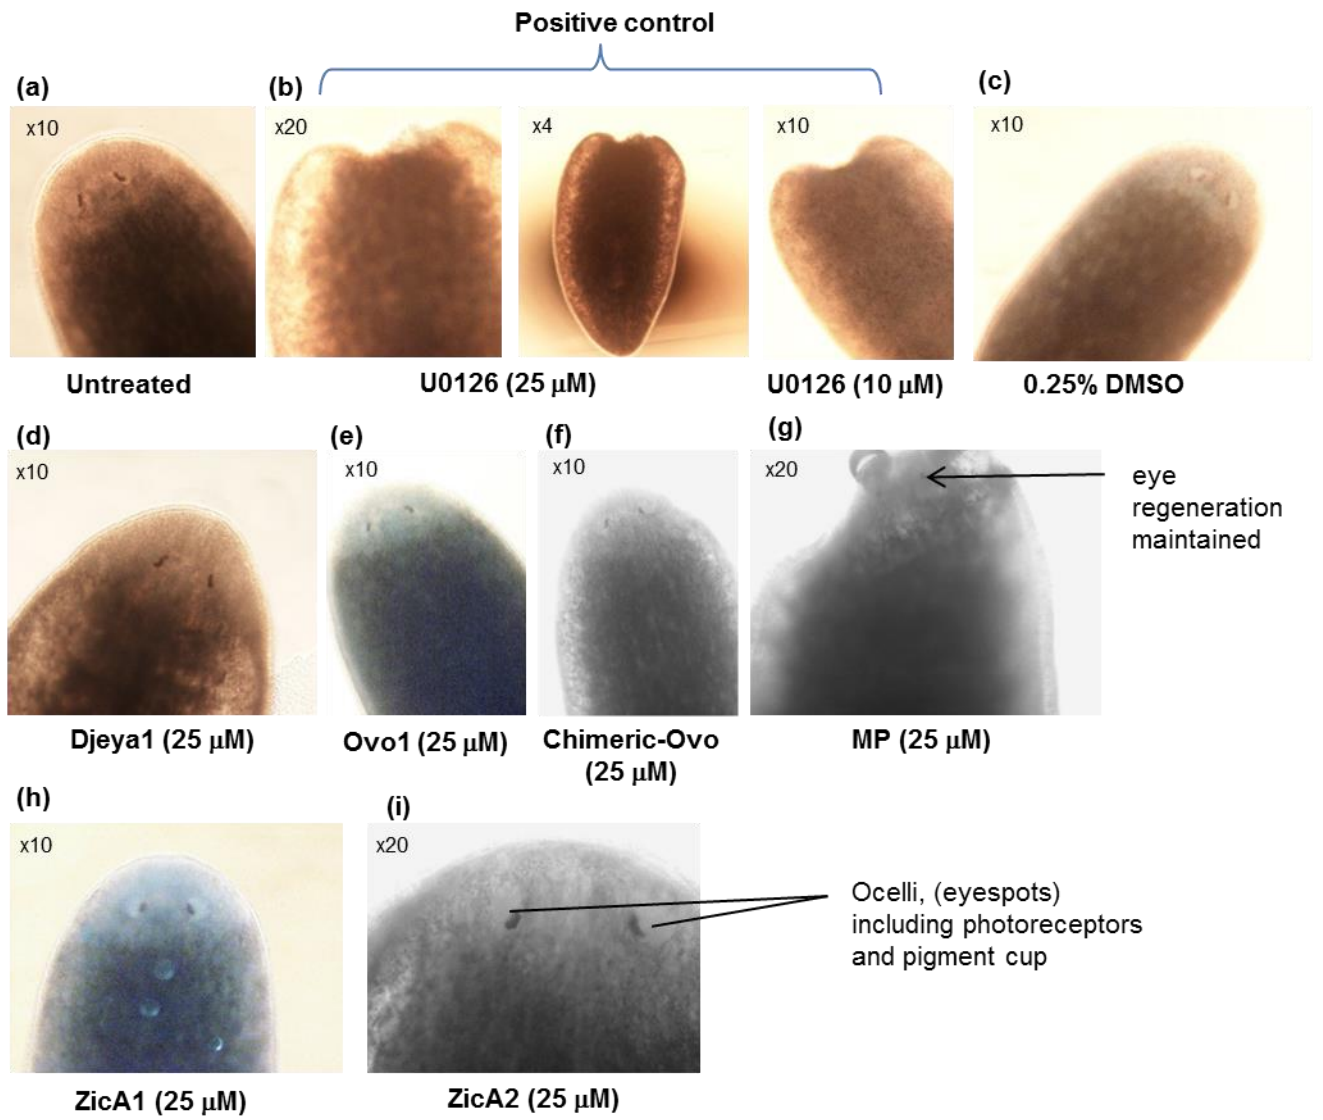 Positive control
(a)
(b)
(c)
x10
x20
x4
x10
x10
Untreated
U0126 (25 μM)
U0126 (10 μM)
0.25% DMSO
(d)
(e)
(f)
(g)
x10
x10
x10
x20
eye
regeneration
maintained
Djeya1 (25 μM)
Ovo1 (25 μM)
Chimeric-Ovo
(25 μM)
MP (25 μM)
(h)
(i)
x10
x20
Ocelli, (eyespots)
including photoreceptors
and pigment cup
ZicA1 (25 μM)
ZicA2 (25 μM)